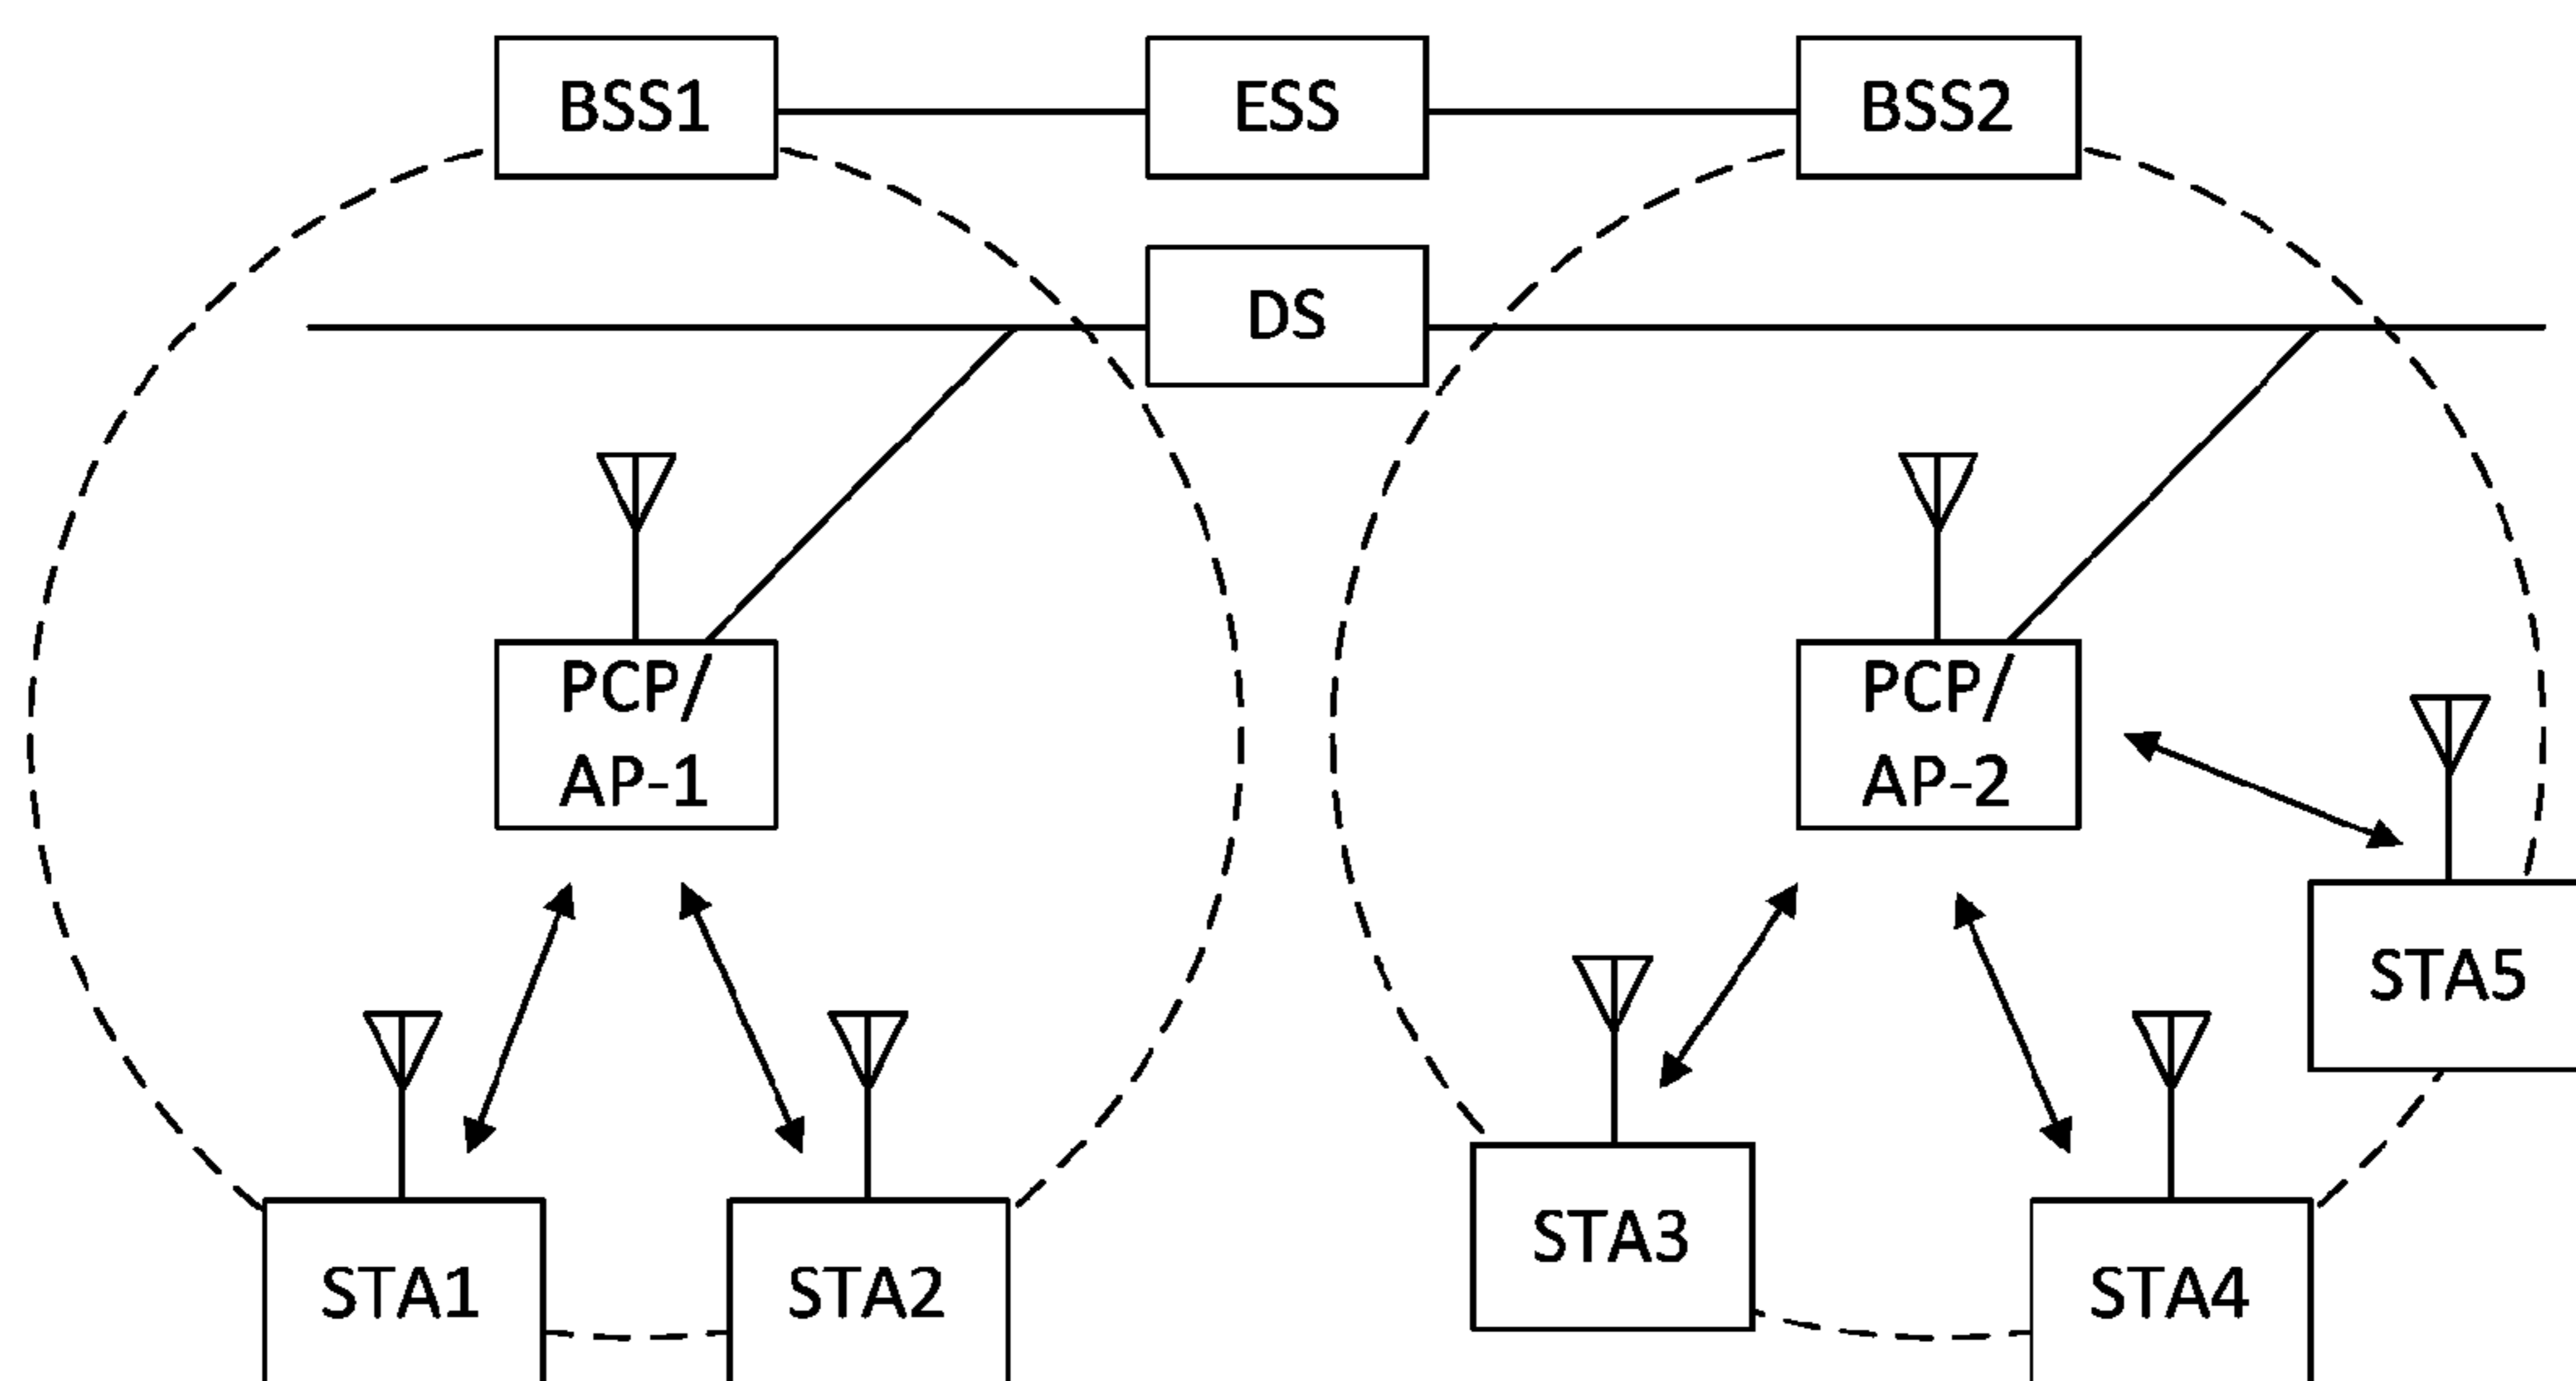 BSS1
ESS
BSS2
DS
PCP/
AP-1
PCP/
AP-2
STA5
STA3
STA1
STA2
STA4